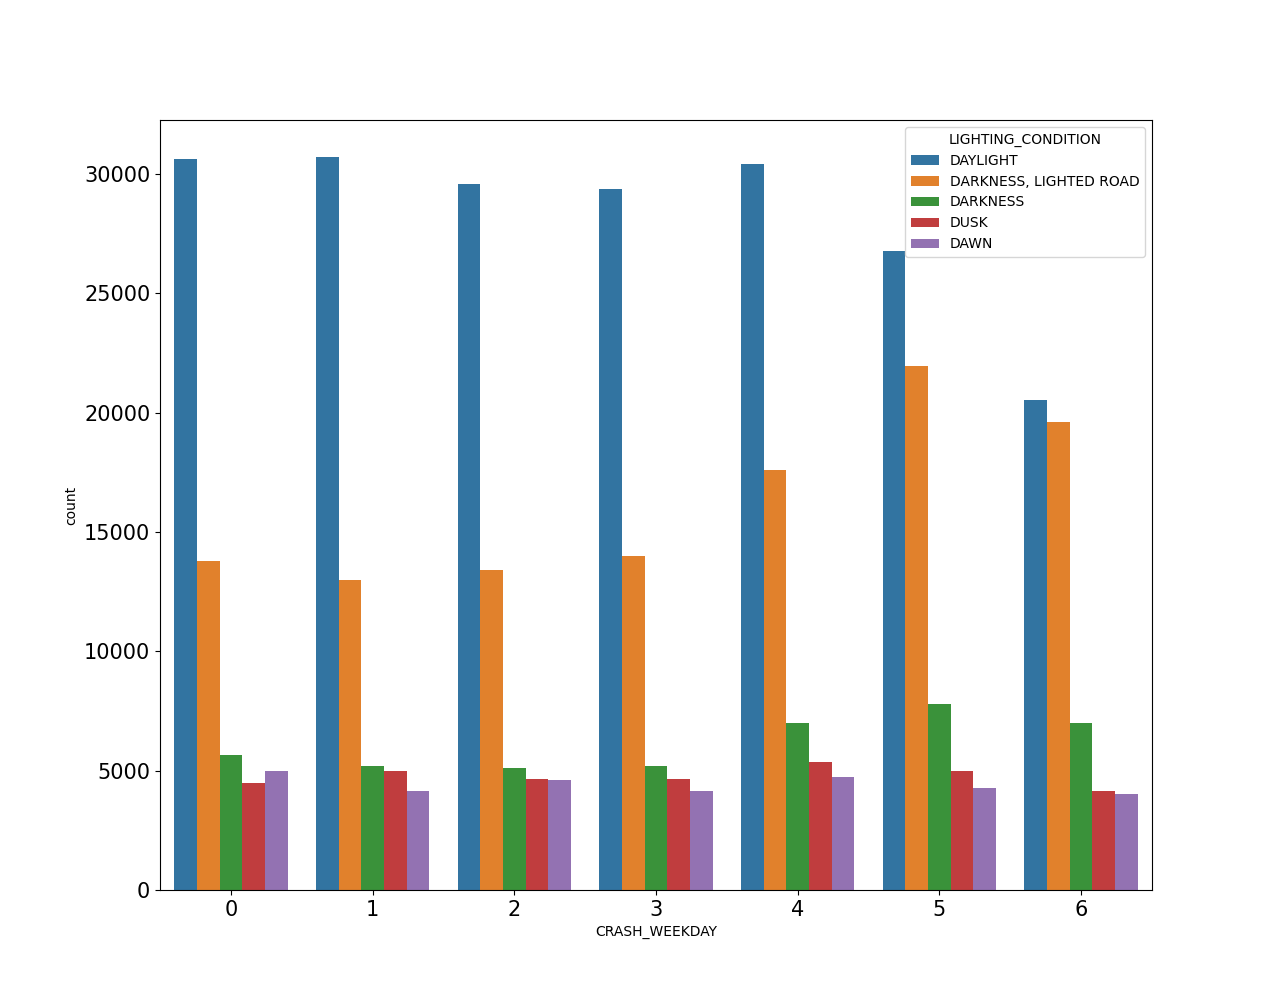 LIGHTING_CONDITION
DAYLIGHT
DARKNESS, LIGHTED ROAD
DARKNESS
DUSK
DAWN
30000
25000
20000
15000
10000
5000
0
count
0 1 2 3 4 5 6
CRASH_WEEKDAY